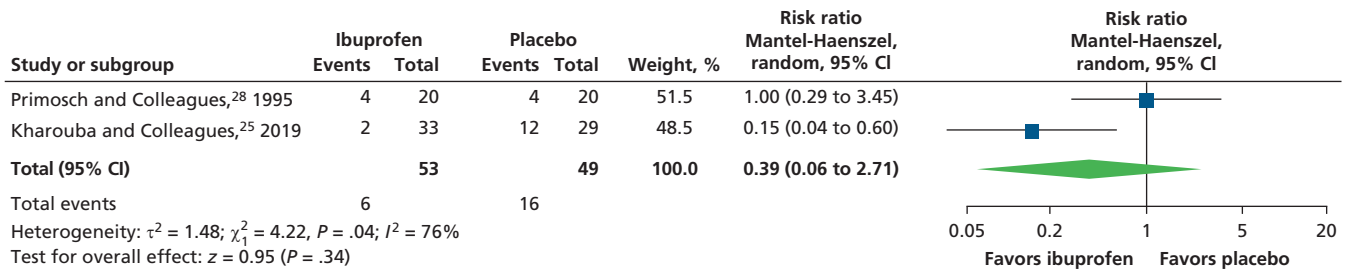 Study or subgroup Ibuprofen Events Total Placebo Events Total Weight, % Risk ratio Mantel-Haenszel, random, 95% CI Risk ratio Mantel-Haenszel, random, 95% CI
Primosch and Colleagues,²⁸ 1995 4 20 4 20 51.5 1.00 (0.29 to 3.45)
Kharouba and Colleagues,²⁵ 2019 2 33 12 29 48.5 0.15 (0.04 to 0.60)
Total (95% CI) 53 49 100.0 0.39 (0.06 to 2.71)
Total events 6 16
Heterogeneity: τ² = 1.48; χ²₁ = 4.22, P = .04; I² = 76%
Test for overall effect: z = 0.95 (P = .34)
0.05 0.2 1 5 20
Favors ibuprofen Favors placebo